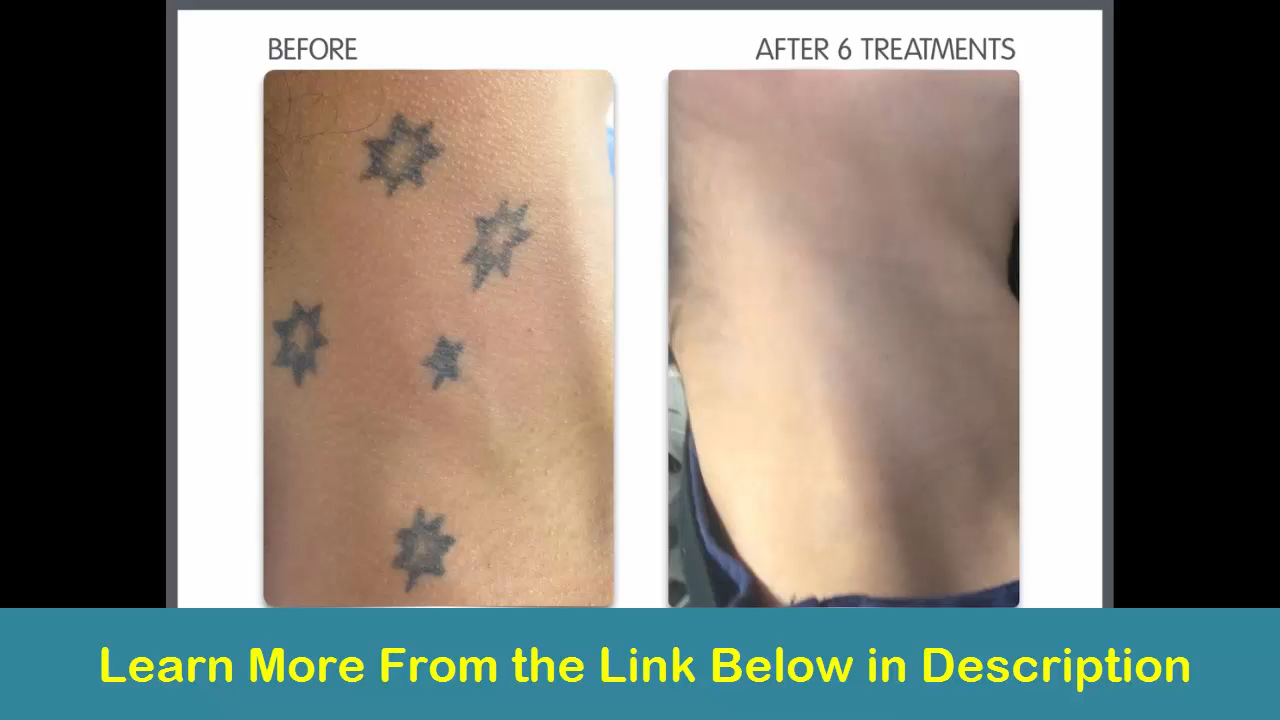 BEFORE
AFTER 6 TREATMENTS
Learn More From the Link Below in Description